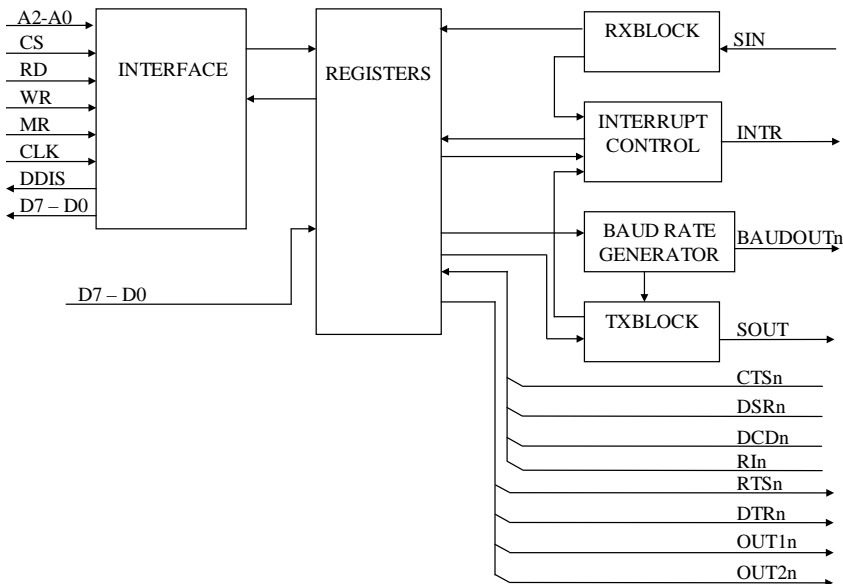 A2-A0
CS
RD
WR
MR
CLK
DDIS
D7 – D0
INTERFACE
D7 – D0
REGISTERS
RXBLOCK
SIN
INTERRUPT
CONTROL
INTR
BAUD RATE
GENERATOR
BAUDOUTn
TXBLOCK
SOUT
CTSn
DSRn
DCDn
RIn
RTSn
DTRn
OUT1n
OUT2n